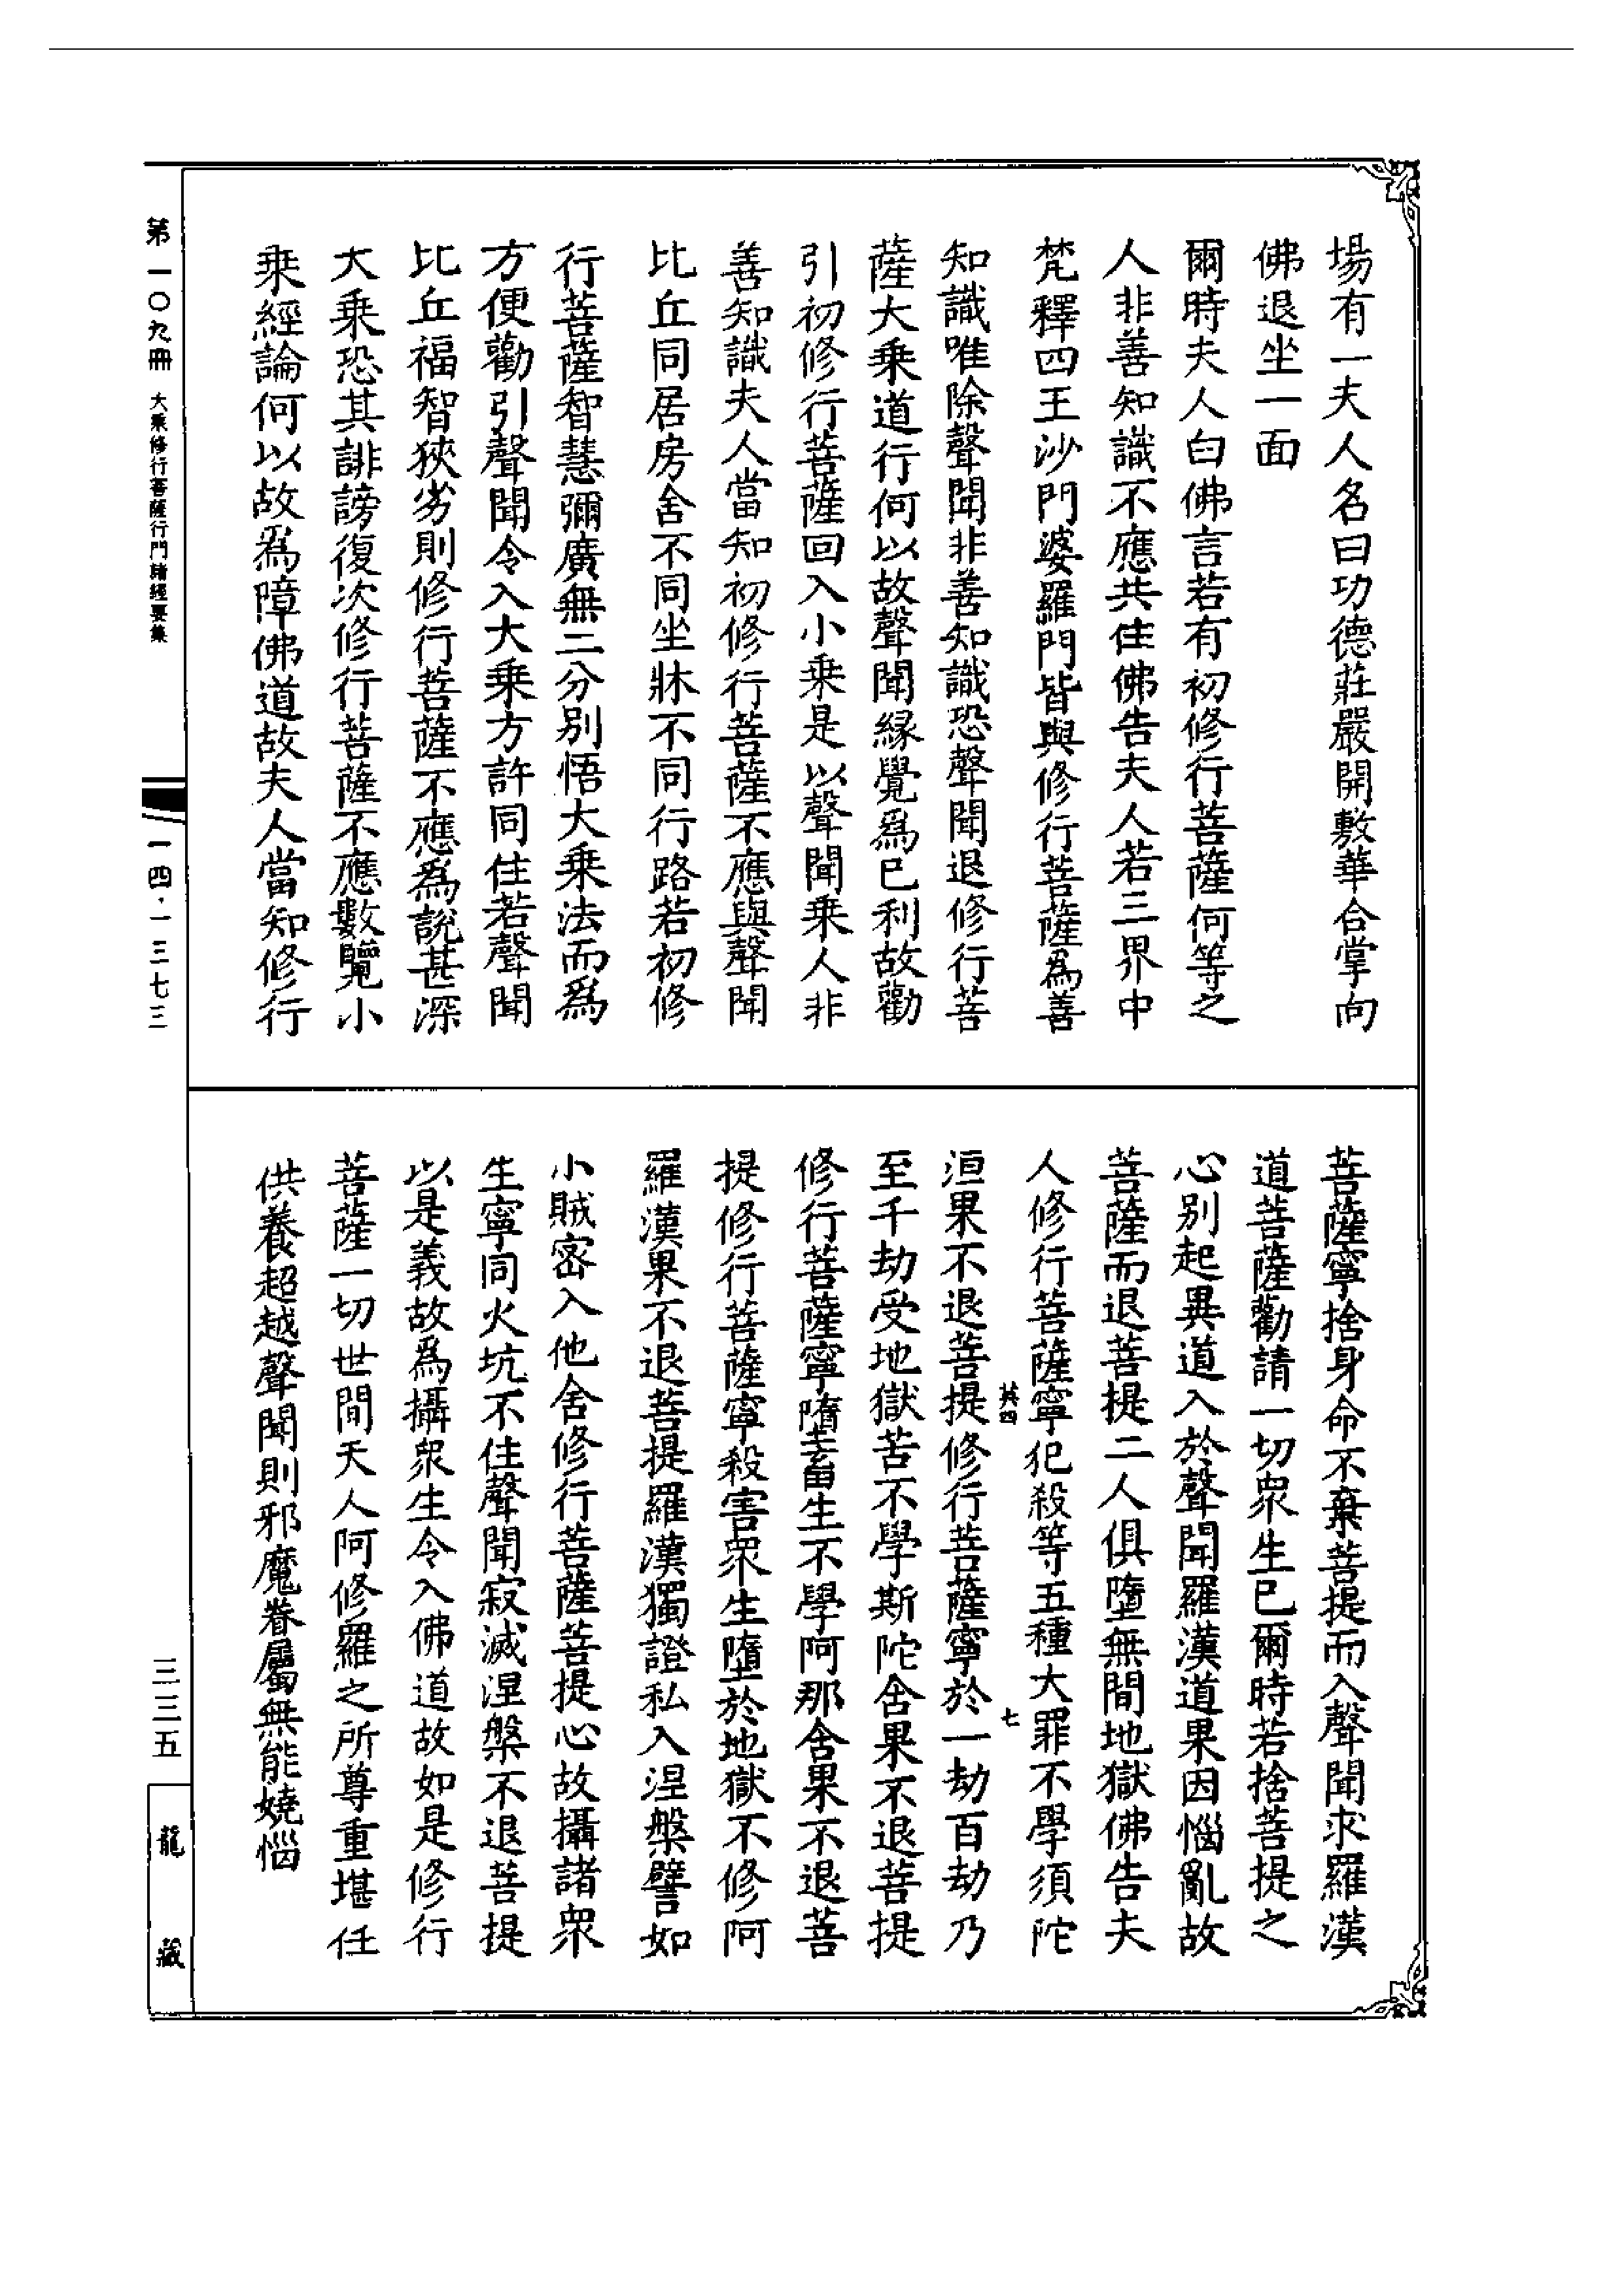 場有一夫人名曰功德莊嚴開敷華合掌向
佛退坐一面
爾時夫人白佛言若有初修行菩薩何等之
人非善知識不應共住佛告夫人若三界中
梵釋四王沙門婆羅門皆與修行菩薩為善
知識唯除聲聞非善知識恐聲聞退修行菩
薩大乘道行何以故聲聞緣覺爲已利故勸
引初修行菩薩回入小乘是以聲聞乘人非
善知識夫人當知初修行菩薩不應與聲聞
比丘同居房舍不同坐牀不同行路若初修
行菩薩智慧彌廣無二分別悟大乘法而爲
方便勸引聲聞令入大乘方許同住若聲聞
比丘福智狹劣則修行菩薩不應爲說甚深
大乘恐其誹謗復次修行菩薩不應數覽小
乘經論何以故爲障佛道故夫人當知修行
菩薩寧捨身命不棄菩提而入聲聞求羅漢
道菩薩勸請一切眾生已爾時若捨菩提之
心別起異道入於聲聞羅漢道果因惱亂故
菩薩而退菩提二人俱墮無間地獄佛告夫
人修行菩薩寧犯殺等五種大罪不學須陀
洹果不退菩提修行菩薩寧於一劫百劫乃
至千劫受地獄苦不學斯陀含果不退菩提
修行菩薩寧墮畜生不學阿那含果不退菩
提修行菩薩寧殺害眾生墮於地獄不修阿
羅漢果不退菩提羅漢獨證私入涅槃譬如
小賊密入他舍修行菩薩菩提心故攝諸眾
生寧同火坑不住聲聞寂滅涅槃不退菩提
以是義故為攝眾生令入佛道故如是修行
菩薩一切世間天人阿修羅之所尊重堪任
供養超越聲聞則邪魔眷屬無能嬈惱
其四
七
第一〇九冊 大乘修行菩薩行門諸經要集
一四·一三七三
三三五
龍藏